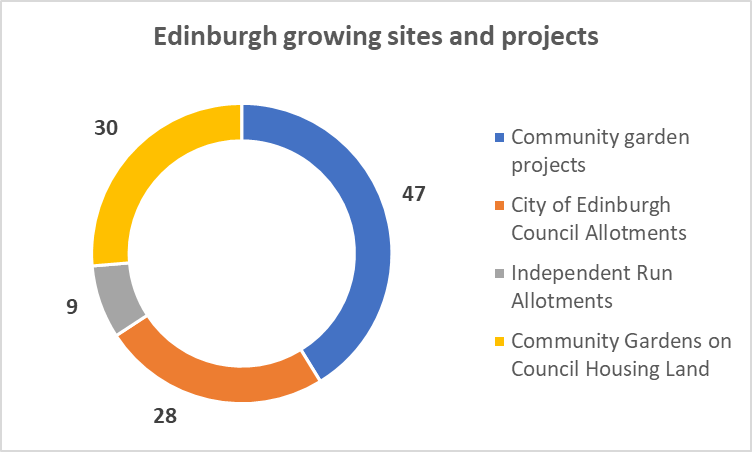 Edinburgh growing sites and projects
30
47
9
28
Community garden
projects
City of Edinburgh
Council Allotments
Independent Run
Allotments
Community Gardens on
Council Housing Land